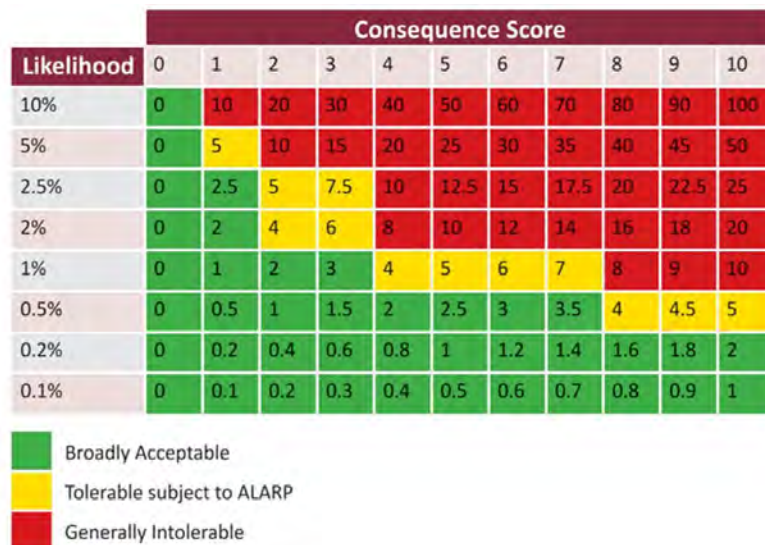 Consequence Score
Likelihood 0 1 2 3 4 5 6 7 8 9 10
10% 0 10 20 30 40 50 60 70 80 90 100
5% 0 5 10 15 20 25 30 35 40 45 50
2.5% 0 2.5 5 7.5 10 12.5 15 17.5 20 22.5 25
2% 0 2 4 6 8 10 12 14 16 18 20
1% 0 1 2 3 4 5 6 7 8 9 10
0.5% 0 0.5 1 1.5 2 2.5 3 3.5 4 4.5 5
0.2% 0 0.2 0.4 0.6 0.8 1 1.2 1.4 1.6 1.8 2
0.1% 0 0.1 0.2 0.3 0.4 0.5 0.6 0.7 0.8 0.9 1
Broadly Acceptable
Tolerable subject to ALARP
Generally Intolerable